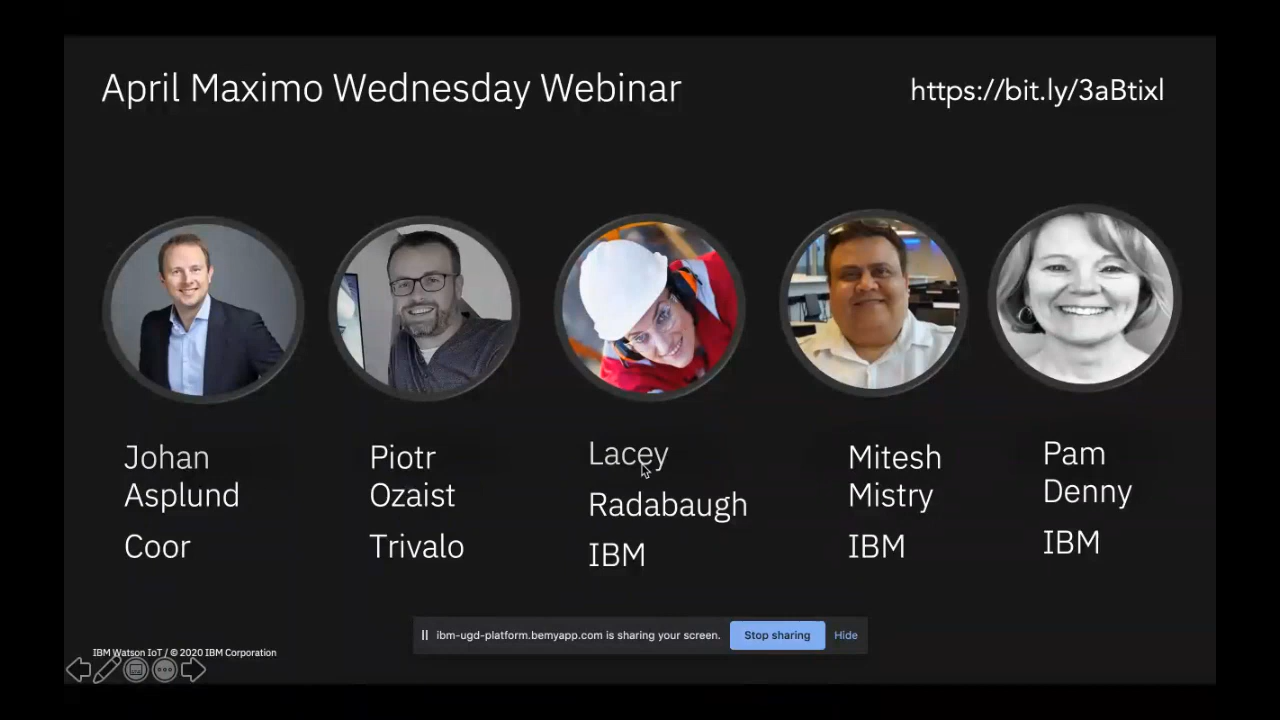 April Maximo Wednesday Webinar
https://bit.ly/3aBtixl
Johan
Asplund
Coor
Piotr
Ozaist
Trivalo
Lacey
Radabaugh
IBM
Mitesh
Mistry
IBM
Pam
Denny
IBM
ibm-ugd-platform.bemyapp.com is sharing your screen.
Stop sharing
Hide
IBM Watson IoT / © 2020 IBM Corporation